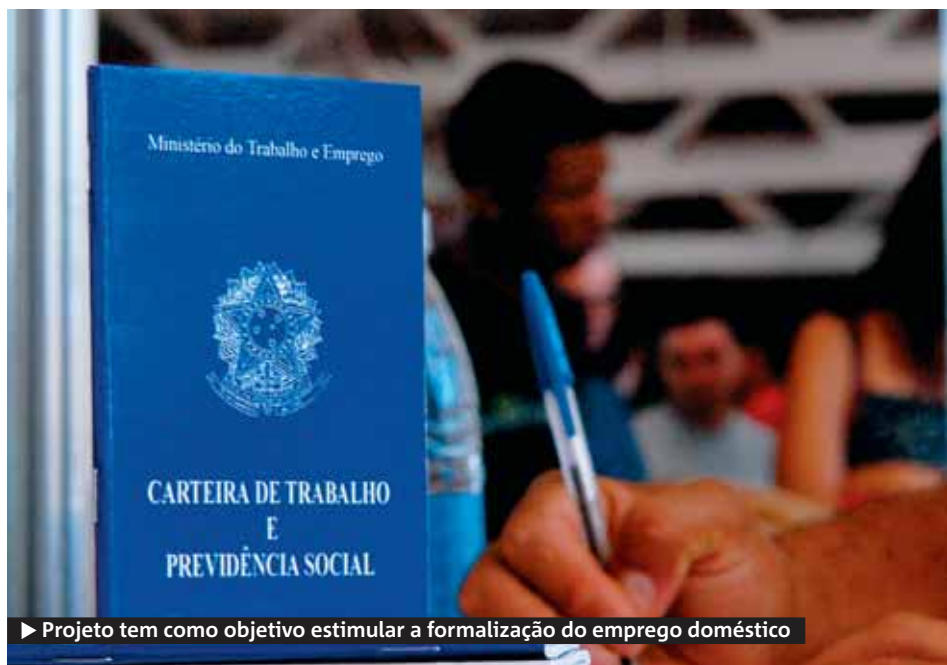 Ministério do Trabalho e Emprego
CARTEIRA DE TRABALHO
E
PREVIDÊNCIA SOCIAL
▶ Projeto tem como objetivo estimular a formalização do emprego doméstico